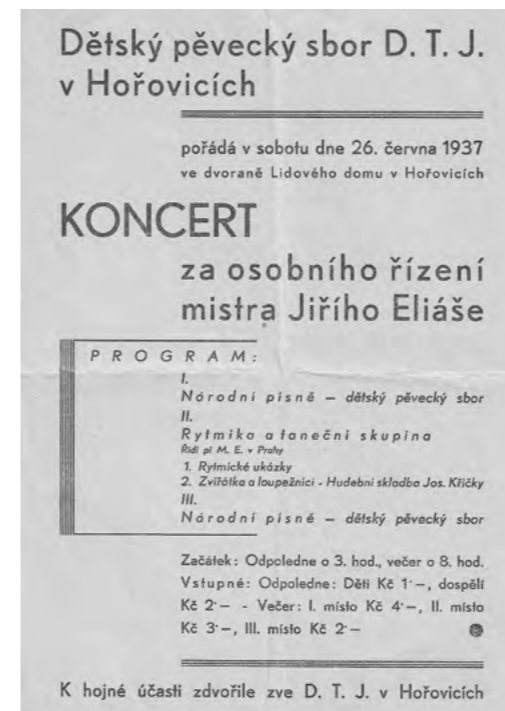 Dětský pěvecký sbor D. T. J.
v Hořovicích
pořádá v sobotu dne 26. června 1937
ve dvoraně Lidového domu v Hořovicích
KONCERT
za osobního řízení
mistra Jiřího Eliáše
PROGRAM:
I.
Národní písně – dětský pěvecký sbor
II.
Rytmika a taneční skupina
Řídí pí M. E. v Prahy
1. Rytmické ukázky
2. Zvířátka a loupežníci - Hudební skladba Jos. Křičky
III.
Národní písně – dětský pěvecký sbor
Začátek: Odpoledne o 3. hod., večer o 8. hod.
Vstupné: Odpoledne: Děti Kč 1·–, dospělí
Kč 2·– - Večer: I. místo Kč 4·–, II. místo
Kč 3·–, III. místo Kč 2·–
K hojné účasti zdvořile zve D. T. J. v Hořovicích